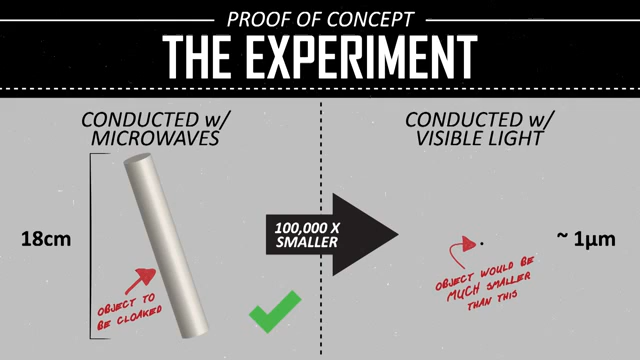 PROOF OF CONCEPT
THE EXPERIMENT
CONDUCTED w/
MICROWAVES
18cm
OBJECT TO
BE CLOAKED
100,000 X
SMALLER
CONDUCTED w/
VISIBLE LIGHT
~ 1µm
OBJECT WOULD BE
MUCH SMALLER
THAN THIS